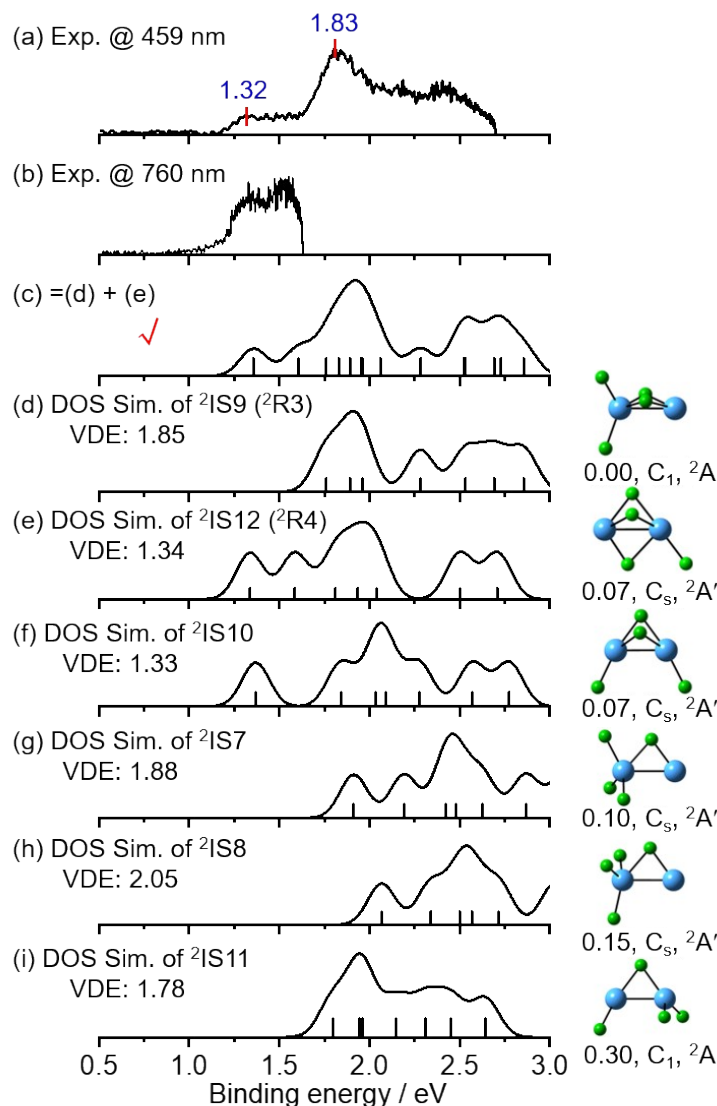 (a) Exp. @ 459 nm
1.83
1.32
(b) Exp. @ 760 nm
(c) =(d) + (e)
√
(d) DOS Sim. of ²IS9 (²R3)
VDE: 1.85
0.00, C₁, ²A
(e) DOS Sim. of ²IS12 (²R4)
VDE: 1.34
0.07, Cₛ, ²A′
(f) DOS Sim. of ²IS10
VDE: 1.33
0.07, Cₛ, ²A′
(g) DOS Sim. of ²IS7
VDE: 1.88
0.10, Cₛ, ²A′
(h) DOS Sim. of ²IS8
VDE: 2.05
0.15, Cₛ, ²A′
(i) DOS Sim. of ²IS11
VDE: 1.78
0.30, C₁, ²A
0.5 1.0 1.5 2.0 2.5 3.0
Binding energy / eV